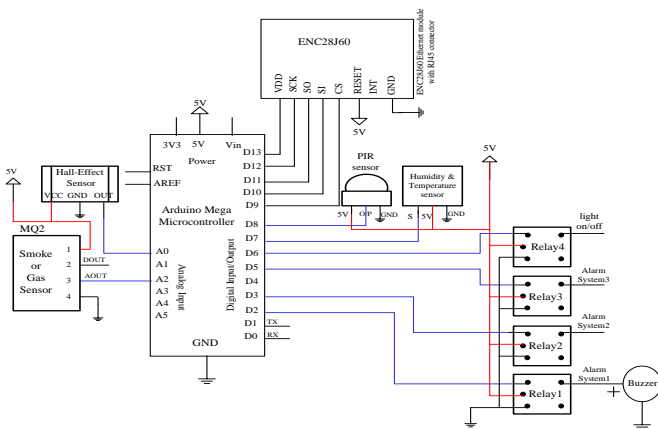 ENC28J60
ENC28J60 Ethernet module
with RJ45 connector
VDD
SCK
SO
SI
CS
RESET
INT
GND
5V
5V
3V3
5V
Vin
Power
RST
AREF
Arduino Mega
Microcontroller
A0
A1
A2
A3
A4
A5
Analog Input
Digital Input/Output
D13
D12
D11
D10
D9
D8
D7
D6
D5
D4
D3
D2
D1
D0
TX
RX
GND
5V
Hall-Effect
Sensor
VCC GND OUT
MQ2
Smoke
or
Gas
Sensor
1
2
3
4
DOUT
AOUT
PIR
sensor
5V
O/P
GND
Humidity &
Temperature
sensor
S
5V
GND
5V
light
on/off
Relay4
Alarm
System3
Relay3
Alarm
System2
Relay2
Alarm
System1
Relay1
+
Buzzer